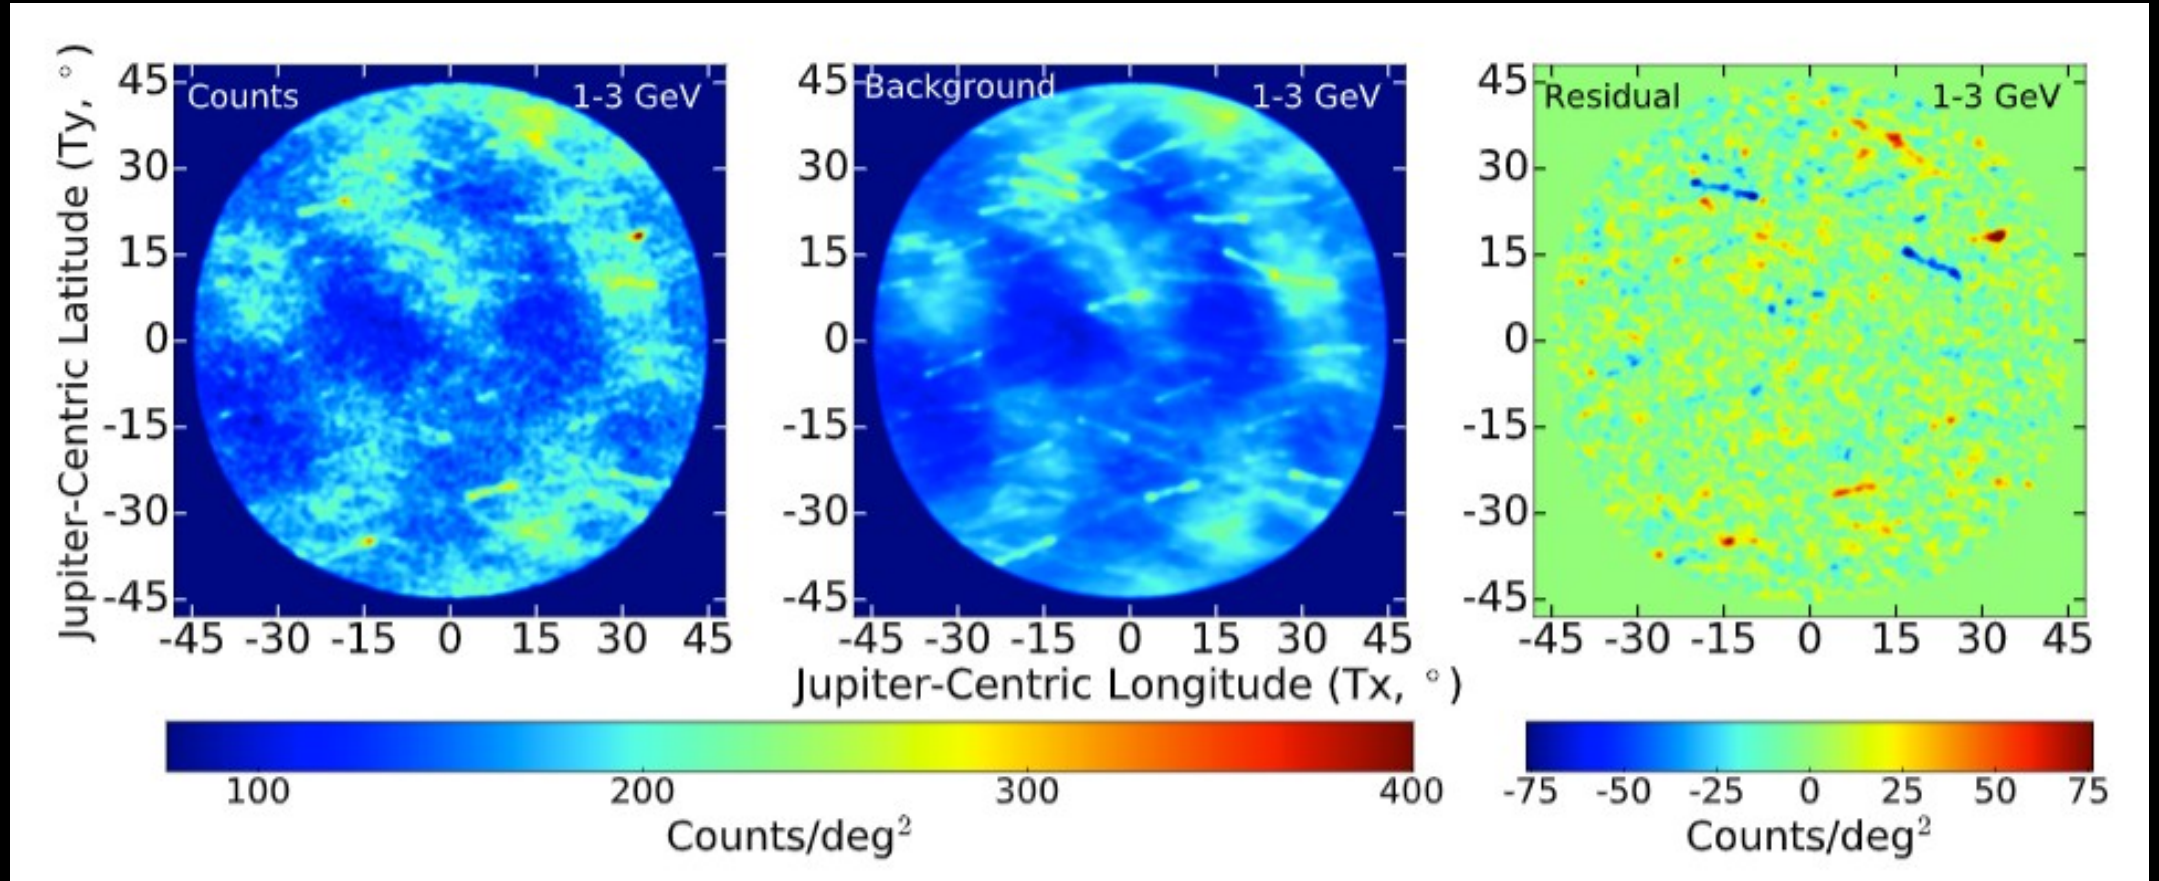 Jupiter-Centric Latitude (Ty, °)
Counts 1-3 GeV
45
30
15
0
-15
-30
-45
-45 -30 -15 0 15 30 45
Background 1-3 GeV
45
30
15
0
-15
-30
-45
-45 -30 -15 0 15 30 45
Residual 1-3 GeV
45
30
15
0
-15
-30
-45
-45 -30 -15 0 15 30 45
Jupiter-Centric Longitude (Tx, °)
100 200 300 400
Counts/deg²
-75 -50 -25 0 25 50 75
Counts/deg²